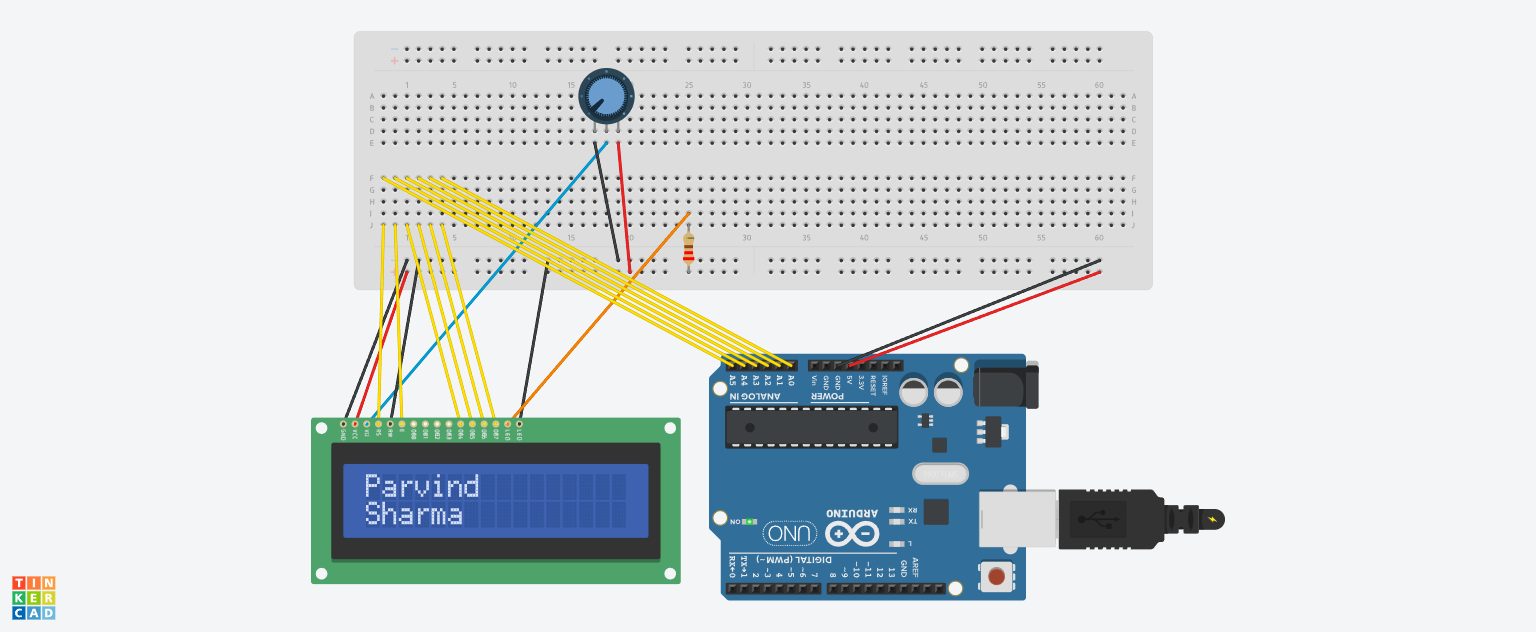 1 5 10 15 20 25 30 35 40 45 50 55 60
A A
B B
C C
D D
E E
F F
G G
H H
I I
J J
1 5 15 20 30 35 40 45 50 55 60
A5 A4 A3 A2 A1 A0 Vin GND GND 5V 3.3V RESET IOREF
ANALOG IN POWER
GND VCC V0 RS RW E DB0 DB1 DB2 DB3 DB4 DB5 DB6 DB7 LED LED
Parvind
Sharma
ON UNO ARDUINO RX
TX
L
DIGITAL (PWM~)
RX←0 TX→1 2 ~3 4 ~5 ~6 7 8 ~9 ~10 ~11 12 13 GND AREF
TIN
KER
CAD